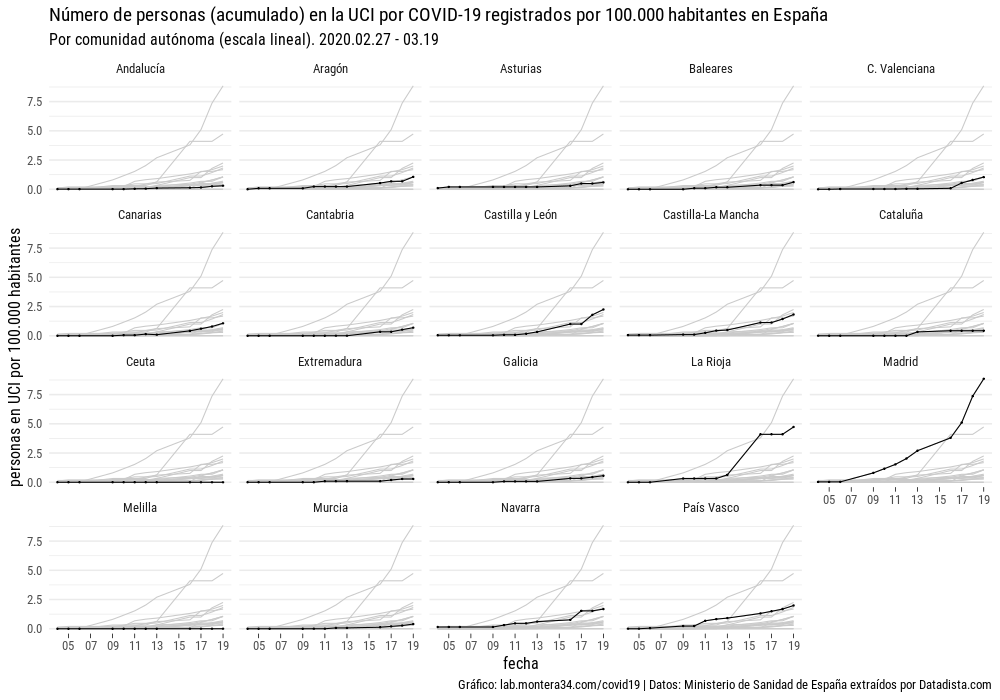 Número de personas (acumulado) en la UCI por COVID-19 registrados por 100.000 habitantes en España
Por comunidad autónoma (escala lineal). 2020.02.27 - 03.19
Andalucía Aragón Asturias Baleares C. Valenciana
7.5
5.0
2.5
0.0
Canarias Cantabria Castilla y León Castilla-La Mancha Cataluña
7.5
5.0
2.5
0.0
Ceuta Extremadura Galicia La Rioja Madrid
7.5
5.0
2.5
0.0
05 07 09 11 13 15 17 19
Melilla Murcia Navarra País Vasco
7.5
5.0
2.5
0.0
05 07 09 11 13 15 17 19 05 07 09 11 13 15 17 19 05 07 09 11 13 15 17 19 05 07 09 11 13 15 17 19
personas en UCI por 100.000 habitantes
fecha
Gráfico: lab.montera34.com/covid19 | Datos: Ministerio de Sanidad de España extraídos por Datadista.com